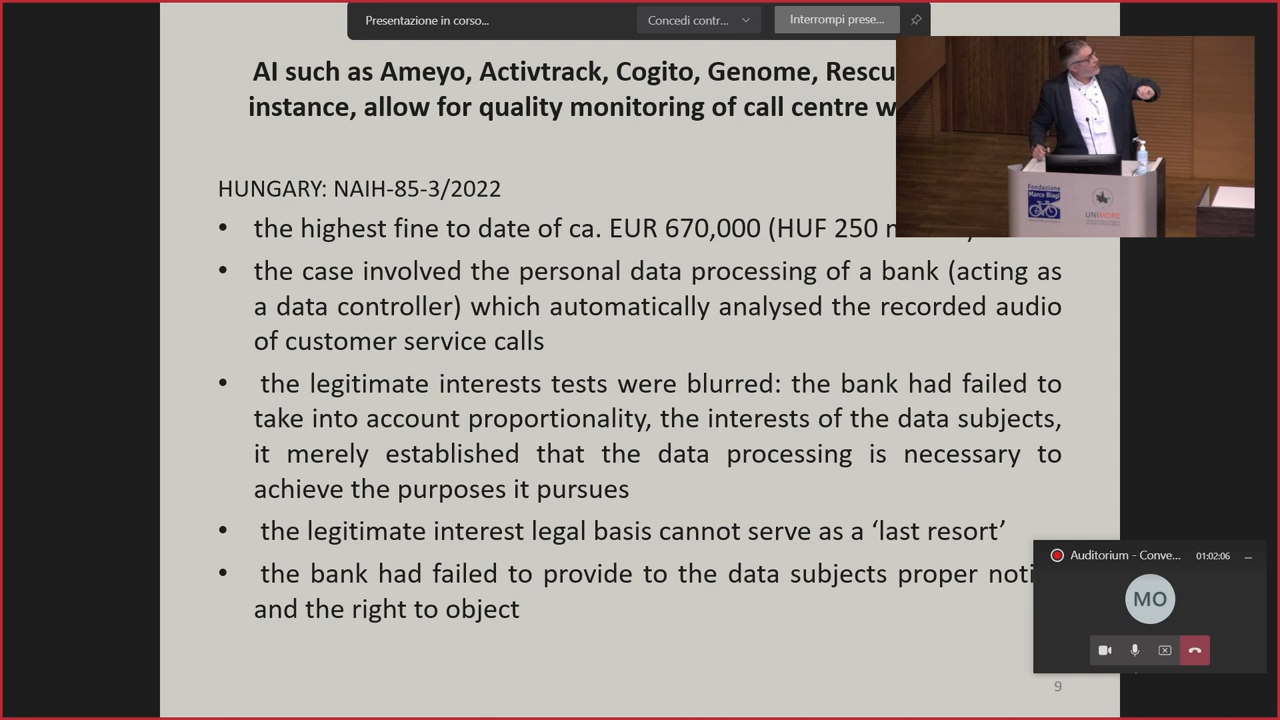 Presentazione in corso...
Concedi contr...
Interrompi prese...
AI such as Ameyo, Activtrack, Cogito, Genome, Rescu
instance, allow for quality monitoring of call centre w
HUNGARY: NAIH-85-3/2022
• the highest fine to date of ca. EUR 670,000 (HUF 250
• the case involved the personal data processing of a bank (acting as
a data controller) which automatically analysed the recorded audio
of customer service calls
• the legitimate interests tests were blurred: the bank had failed to
take into account proportionality, the interests of the data subjects,
it merely established that the data processing is necessary to
achieve the purposes it pursues
• the legitimate interest legal basis cannot serve as a ‘last resort’
• the bank had failed to provide to the data subjects proper noti
and the right to object
9
Fondazione
Marco Biagi
UNIMORE
Auditorium - Conve...
01:02:06
MO